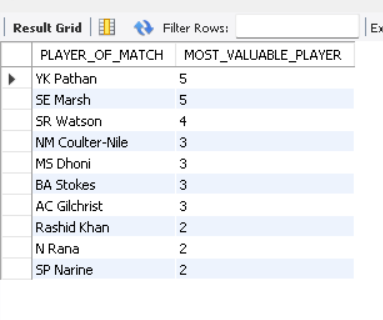 Result Grid Filter Rows: Ex
PLAYER_OF_MATCH MOST_VALUABLE_PLAYER
YK Pathan 5
SE Marsh 5
SR Watson 4
NM Coulter-Nile 3
MS Dhoni 3
BA Stokes 3
AC Gilchrist 3
Rashid Khan 2
N Rana 2
SP Narine 2